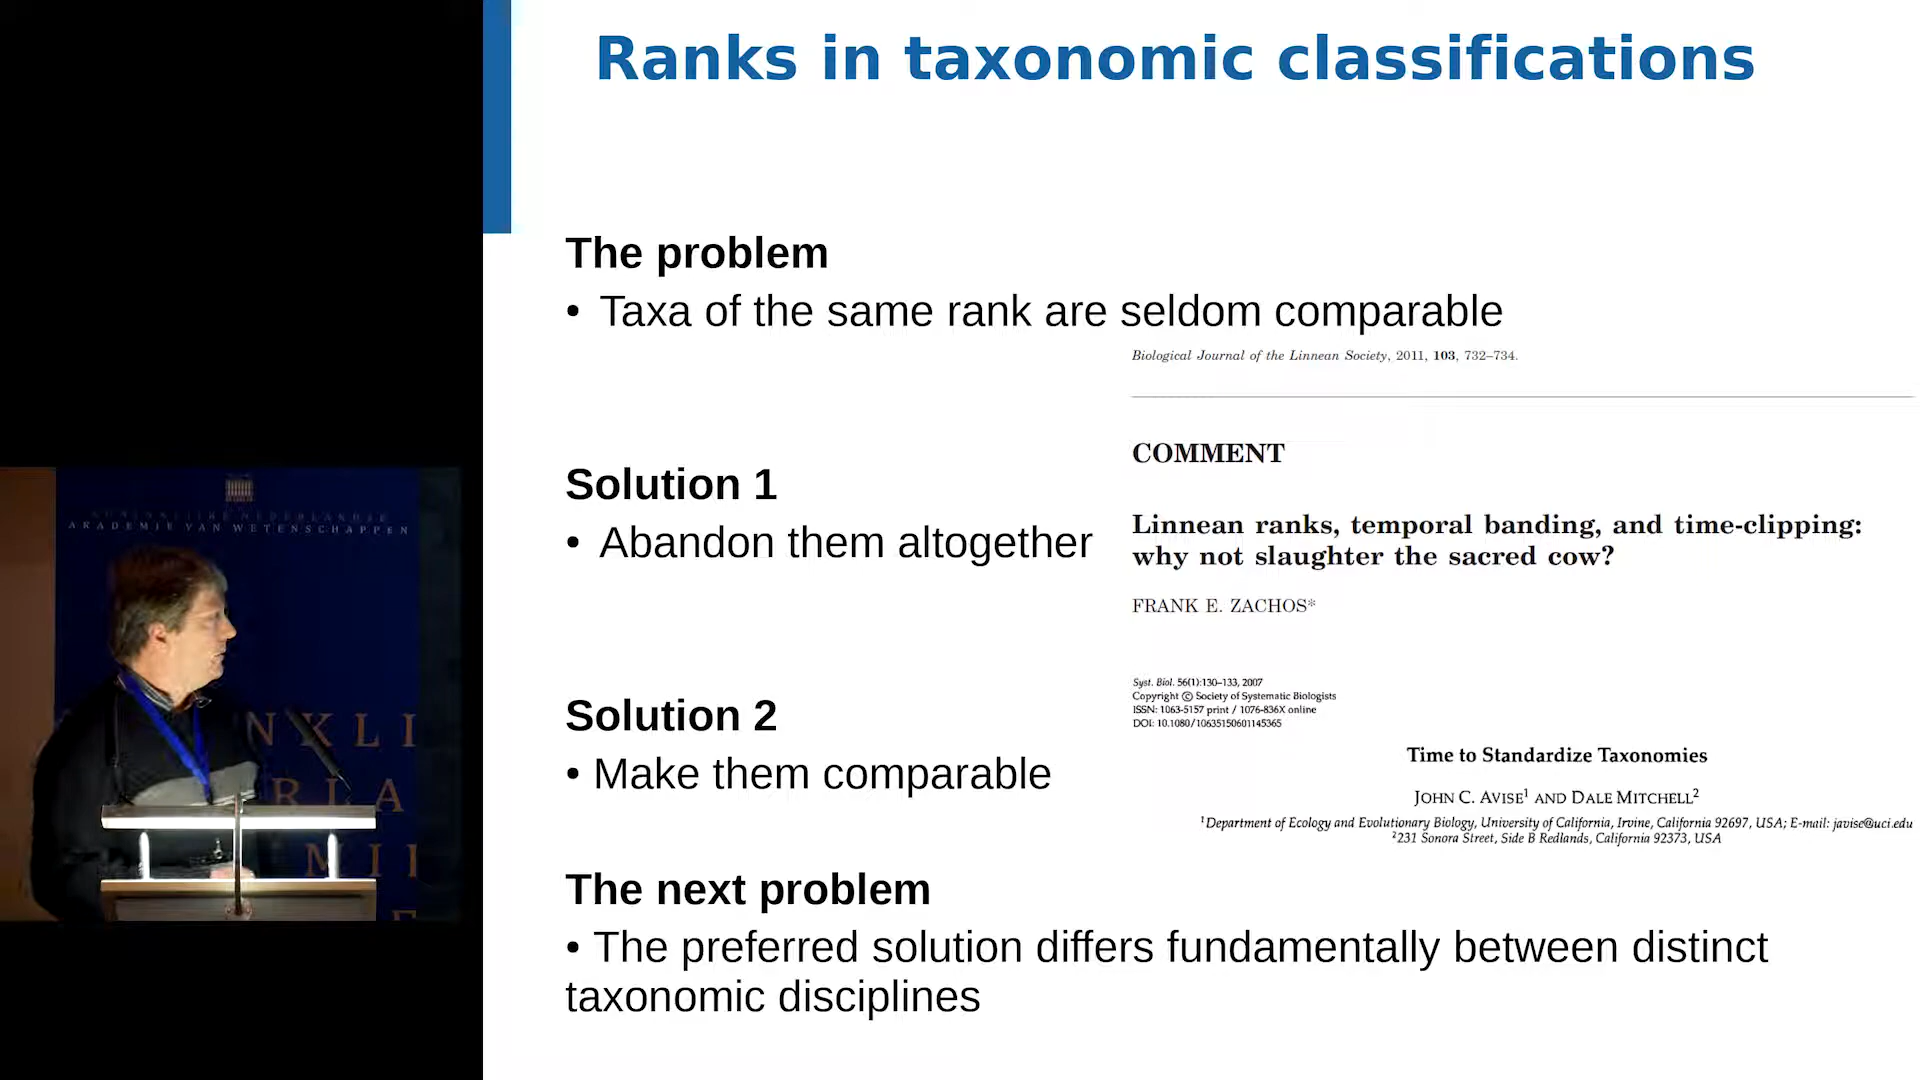 Ranks in taxonomic classifications
The problem
• Taxa of the same rank are seldom comparable
Biological Journal of the Linnean Society, 2011, 103, 732–734.
COMMENT
Solution 1
• Abandon them altogether
Linnean ranks, temporal banding, and time-clipping:
why not slaughter the sacred cow?
FRANK E. ZACHOS*
Solution 2
• Make them comparable
Syst. Biol. 56(1):130–133, 2007
Copyright © Society of Systematic Biologists
ISSN: 1063-5157 print / 1076-836X online
DOI: 10.1080/10635150601145365
Time to Standardize Taxonomies
JOHN C. AVISE1 AND DALE MITCHELL2
1Department of Ecology and Evolutionary Biology, University of California, Irvine, California 92697, USA; E-mail: javise@uci.edu
2231 Sonora Street, Side B Redlands, California 92373, USA
The next problem
• The preferred solution differs fundamentally between distinct
taxonomic disciplines
VAN WETENSCHAPPEN